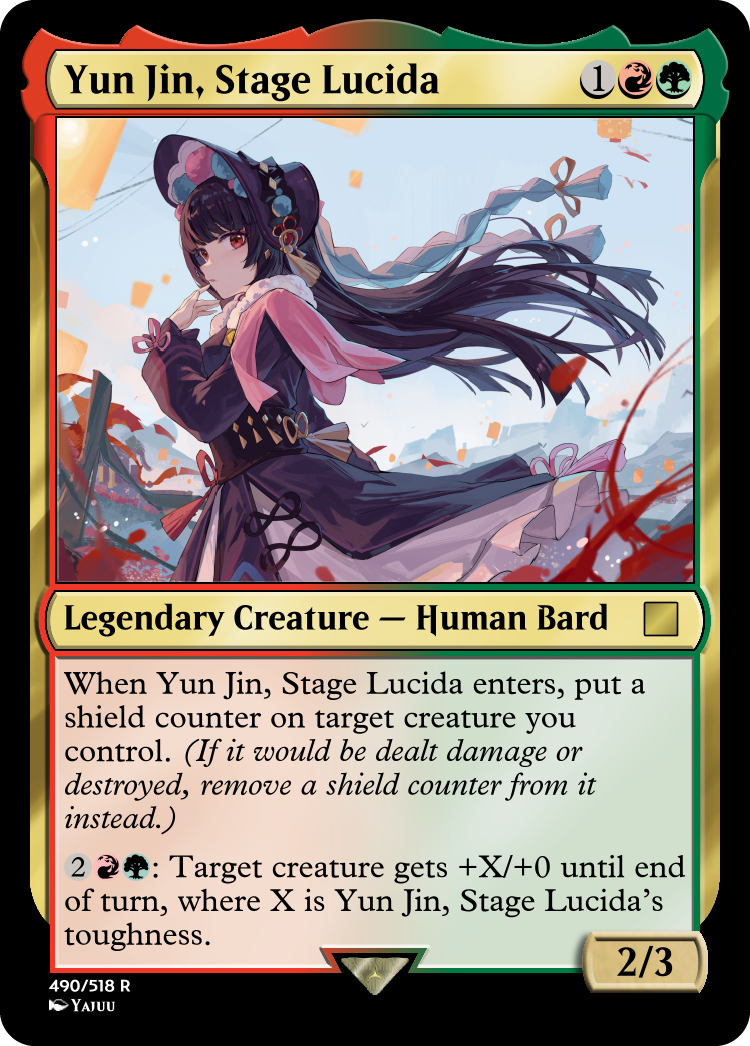 Yun Jin, Stage Lucida 1
Legendary Creature — Human Bard
When Yun Jin, Stage Lucida enters, put a
shield counter on target creature you
control. (If it would be dealt damage or
destroyed, remove a shield counter from it
instead.)
2 : Target creature gets +X/+0 until end
of turn, where X is Yun Jin, Stage Lucida's
toughness.
2/3
490/518 R
Yajuu